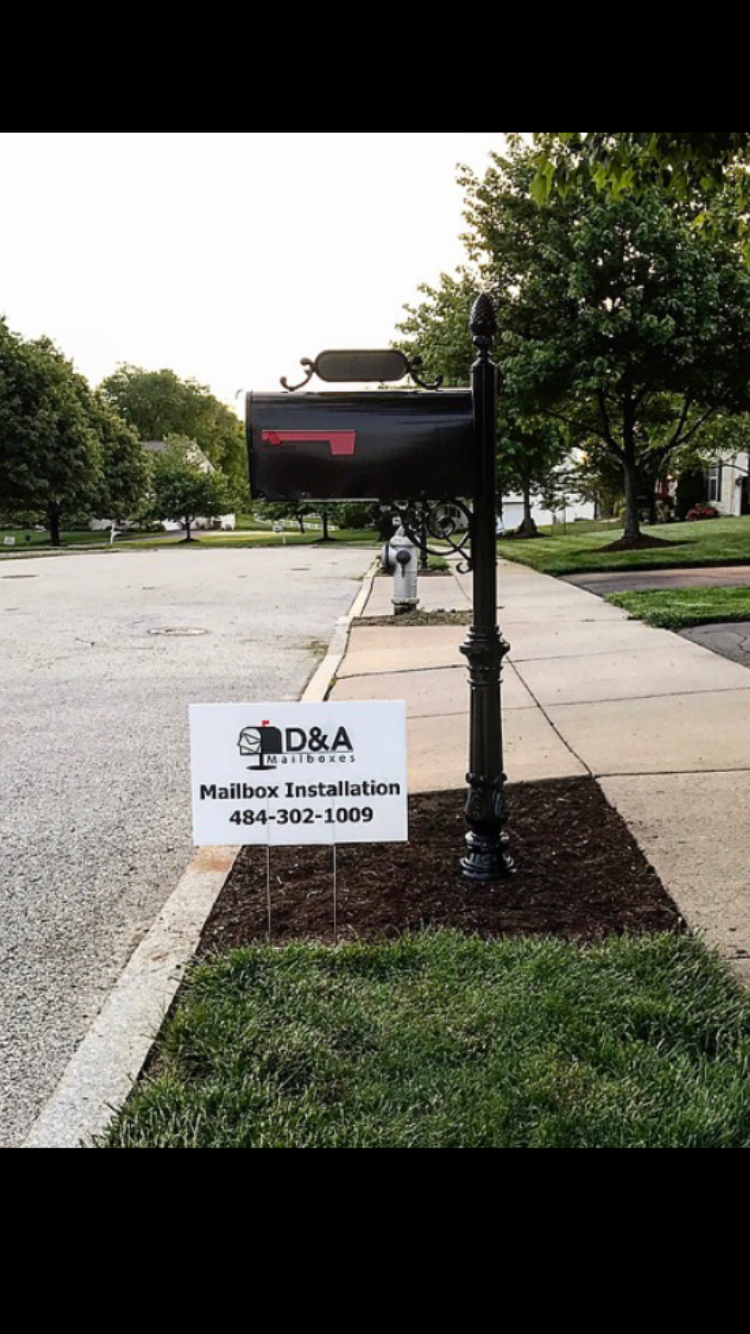 D&A
Mailboxes
Mailbox Installation
484-302-1009